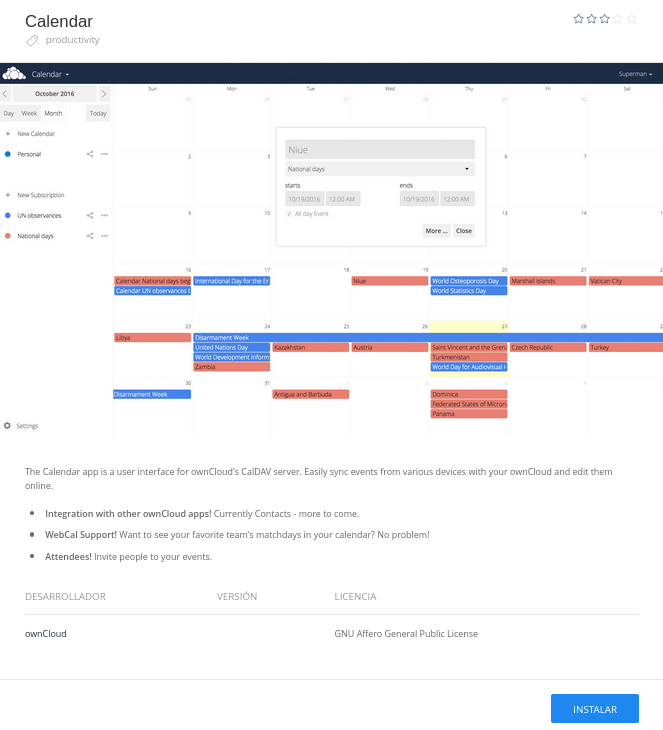 Calendar
productivity
Calendar
Superman
October 2016
Sun Mon Tue Wed Thu Fri Sat
Day Week Month Today
25 26 27 28 29 30
New Calendar
Personal
New Subscription
UN observances
National days
2 3 6 7
Niue
National days
starts ends
10/19/2016 12:00 AM 10/19/2016 12:00 AM
All day Event
More ... Close
9 10 13 14
16 17 18 19 20 21
Calendar National days beg International Day for the Er Niue World Osteoporosis Day Marshall Islands Vatican City
Calendar UN observances t World Statistics Day
23 24 25 26 27 28
Libya Disarmament Week
United Nations Day Kazakhstan Austria Saint Vincent and the Gren Czech Republic Turkey
World Development Inform Turkmenistan
Zambia World Day for Audiovisual H
30 31 1 2 3 4
Disarmament Week Antigua and Barbuda Dominica
Federated States of Micron
Panama
Settings
The Calendar app is a user interface for ownCloud's CalDAV server. Easily sync events from various devices with your ownCloud and edit them
online.
Integration with other ownCloud apps! Currently Contacts - more to come.
WebCal Support! Want to see your favorite team's matchdays in your calendar? No problem!
Attendees! Invite people to your events.
DESARROLLADOR VERSIÓN LICENCIA
ownCloud GNU Affero General Public License
INSTALAR